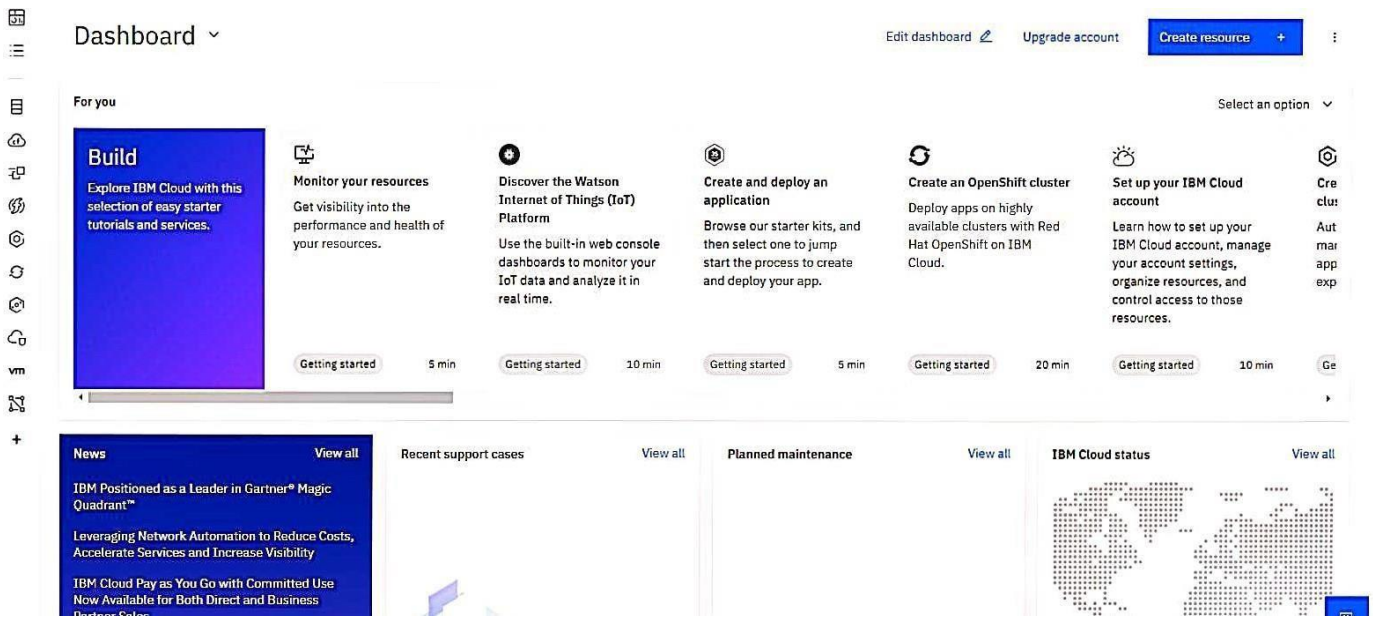 Dashboard
Edit dashboard
Upgrade account
Create resource +
For you
Select an option
Build
Explore IBM Cloud with this
selection of easy starter
tutorials and services.
Monitor your resources
Get visibility into the
performance and health of
your resources.
Getting started
5 min
Discover the Watson
Internet of Things (IoT)
Platform
Use the built-in web console
dashboards to monitor your
IoT data and analyze it in
real time.
Getting started
10 min
Create and deploy an
application
Browse our starter kits, and
then select one to jump
start the process to create
and deploy your app.
Getting started
5 min
Create an OpenShift cluster
Deploy apps on highly
available clusters with Red
Hat OpenShift on IBM
Cloud.
Getting started
20 min
Set up your IBM Cloud
account
Learn how to set up your
IBM Cloud account, manage
your account settings,
organize resources, and
control access to those
resources.
Getting started
10 min
Cre
clu
Aut
mar
app
exp
Ge
vm
+
News
View all
IBM Positioned as a Leader in Gartner® Magic
Quadrant™
Leveraging Network Automation to Reduce Costs,
Accelerate Services and Increase Visibility
IBM Cloud Pay as You Go with Committed Use
Now Available for Both Direct and Business
Partner Sales
Recent support cases
View all
Planned maintenance
View all
IBM Cloud status
View all